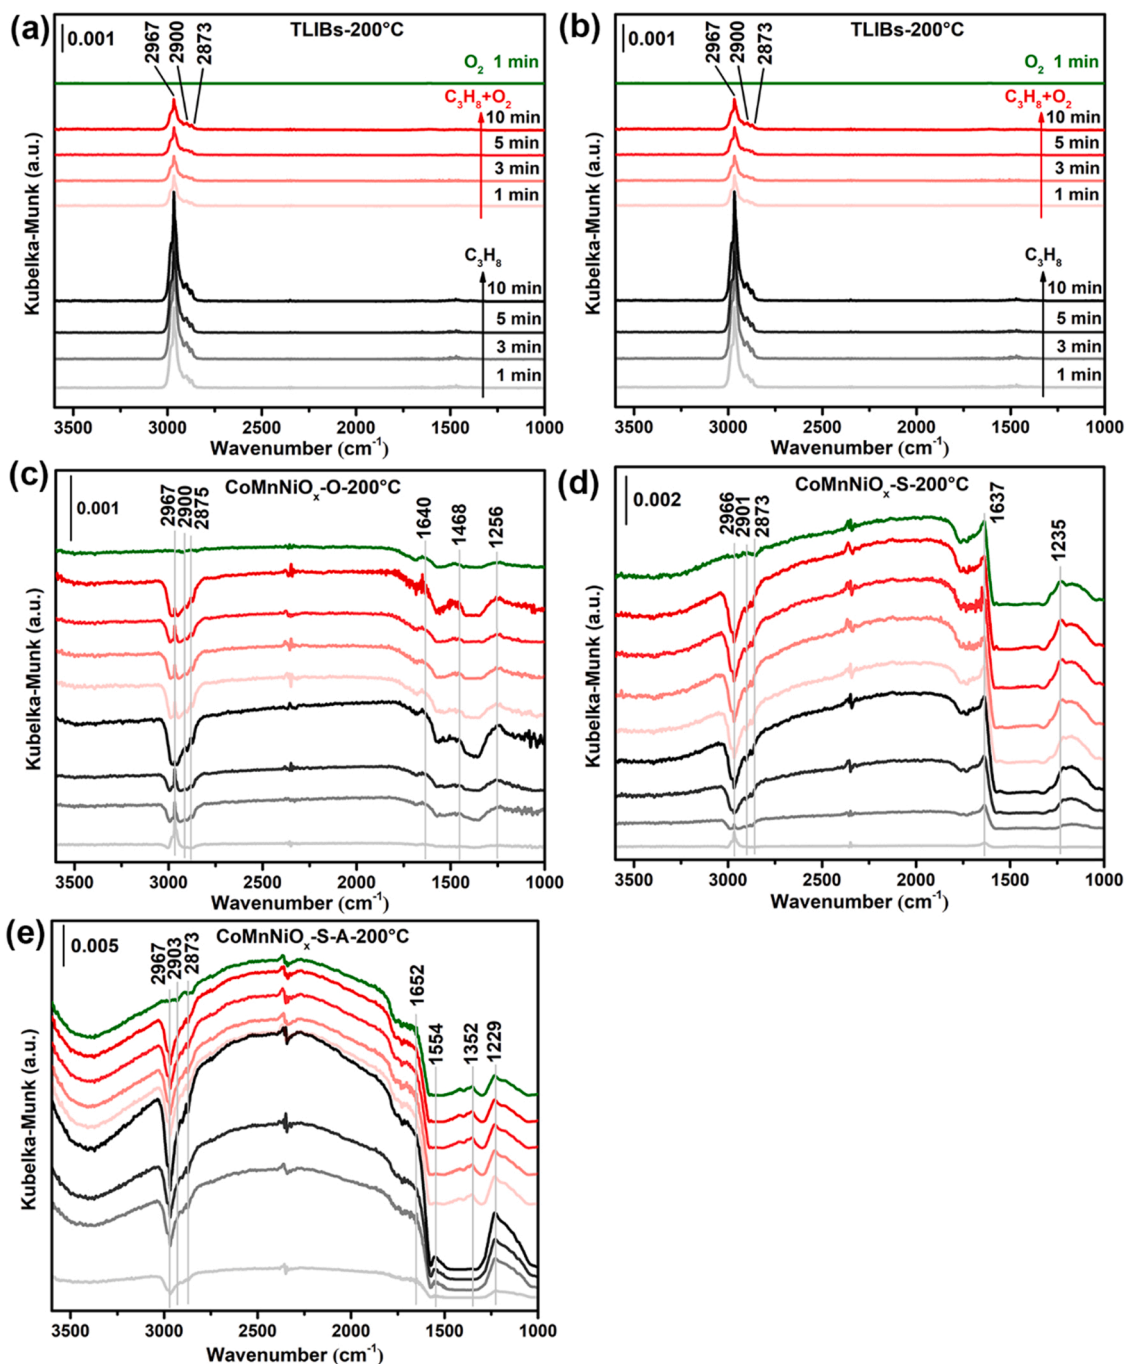 (a)
0.001
TLIBs-200°C
2967
2900
2873
O₂ 1 min
C₃H₈+O₂
10 min
5 min
3 min
1 min
C₃H₈
10 min
5 min
3 min
1 min
Kubelka-Munk (a.u.)
3500 3000 2500 2000 1500 1000
Wavenumber (cm⁻¹)
(b)
0.001
TLIBs-200°C
2967
2900
2873
O₂ 1 min
C₃H₈+O₂
10 min
5 min
3 min
1 min
C₃H₈
10 min
5 min
3 min
1 min
Kubelka-Munk (a.u.)
3500 3000 2500 2000 1500 1000
Wavenumber (cm⁻¹)
(c)
0.001
CoMnNiOₓ-O-200°C
2967
2900
2875
1640
1468
1256
Kubelka-Munk (a.u.)
3500 3000 2500 2000 1500 1000
Wavenumber (cm⁻¹)
(d)
0.002
CoMnNiOₓ-S-200°C
2966
2901
2873
1637
1235
Kubelka-Munk (a.u.)
3500 3000 2500 2000 1500 1000
Wavenumber (cm⁻¹)
(e)
0.005
CoMnNiOₓ-S-A-200°C
2967
2903
2873
1652
1554
1352
1229
Kubelka-Munk (a.u.)
3500 3000 2500 2000 1500 1000
Wavenumber (cm⁻¹)